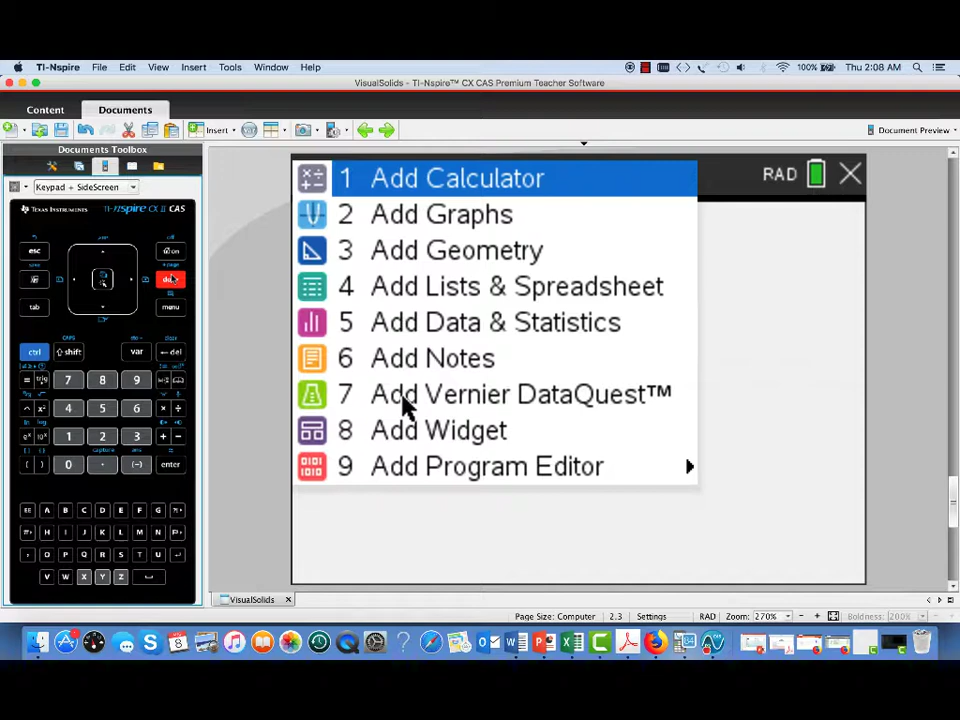 TI-Nspire File Edit View Insert Tools Window Help 100% Thu 2:08 AM
VisualSolids - TI-Nspire™ CX CAS Premium Teacher Software
Content Documents
Insert Document Preview
Documents Toolbox
Keypad + SideScreen
TEXAS INSTRUMENTS TI-nspire CX II CAS
esc on
tab menu
ctrl shift var del
trig 7 8 9
4 5 6
1 2 3
0 (-) enter
EE A B C D E F G
H I J K L M N
O P Q R S T U
V W X Y Z
RAD
1 Add Calculator
2 Add Graphs
3 Add Geometry
4 Add Lists & Spreadsheet
5 Add Data & Statistics
6 Add Notes
7 Add Vernier DataQuest™
8 Add Widget
9 Add Program Editor
VisualSolids
Page Size: Computer 2.3 Settings RAD Zoom: 270% Boldness: 200%